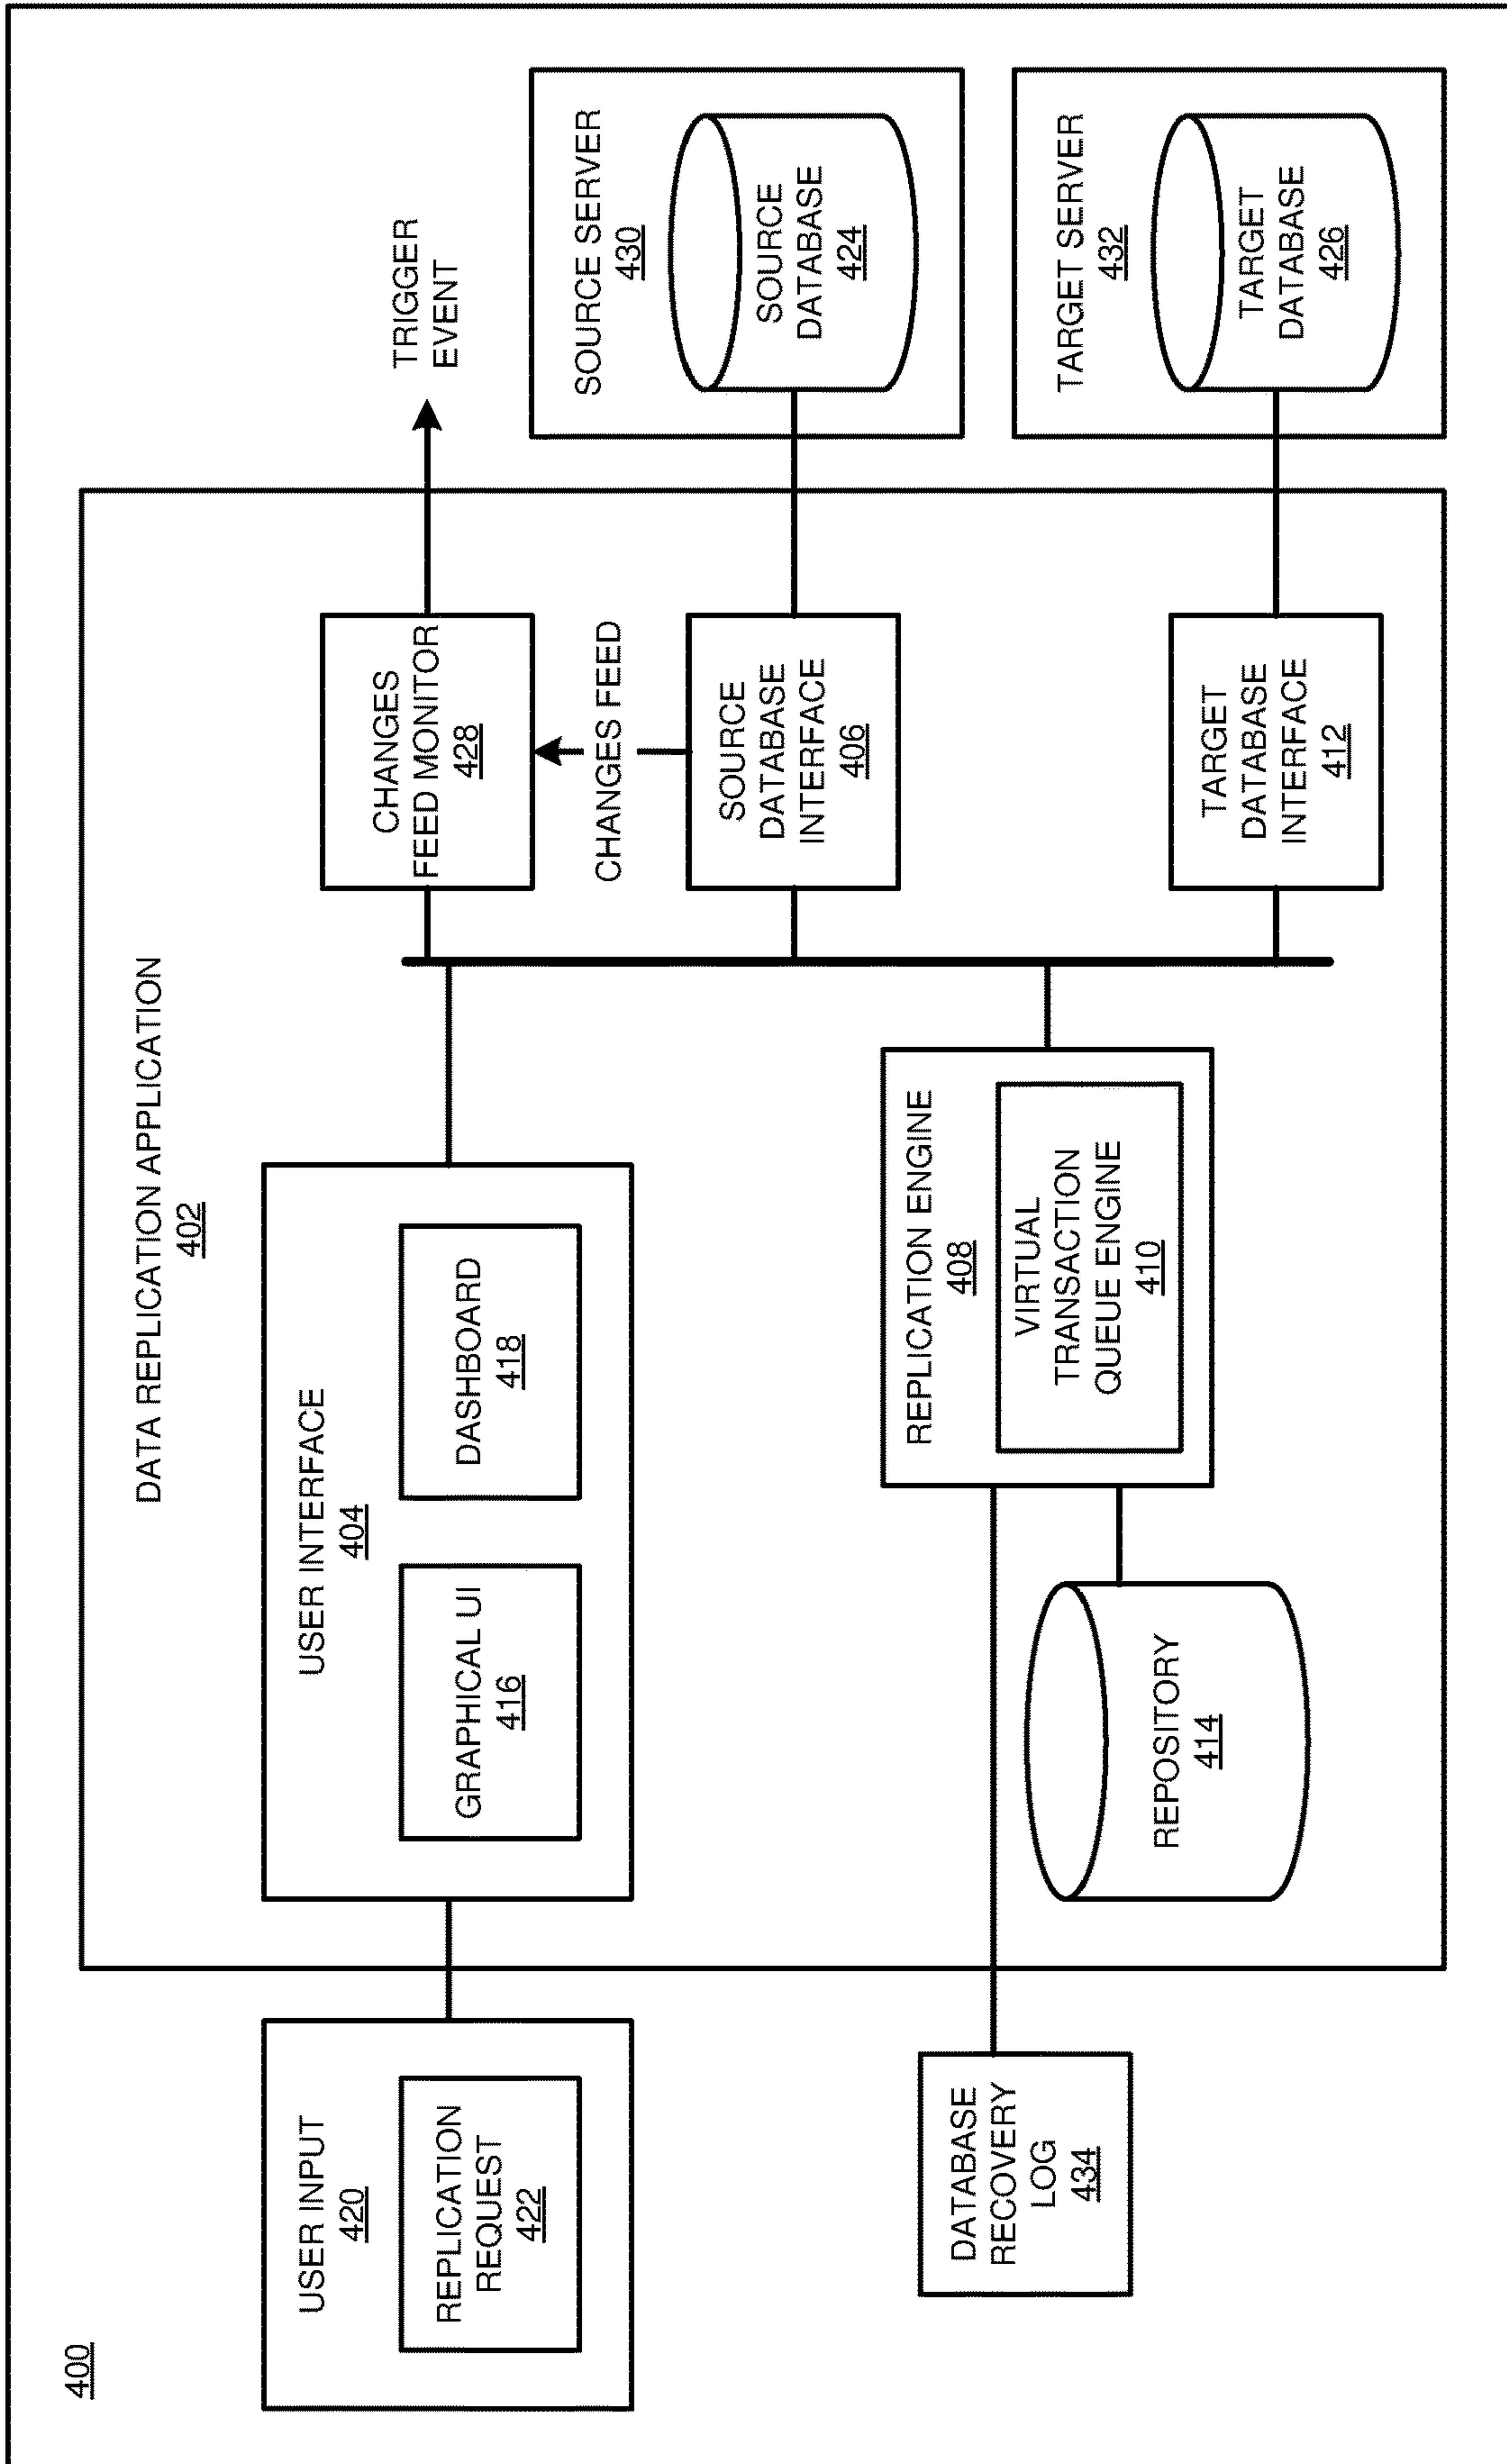 400
DATA REPLICATION APPLICATION
402
USER INPUT
420
REPLICATION
REQUEST
422
USER INTERFACE
404
GRAPHICAL UI
416
DASHBOARD
418
CHANGES
FEED MONITOR
428
TRIGGER
EVENT
CHANGES FEED
SOURCE
DATABASE
INTERFACE
406
SOURCE SERVER
430
SOURCE
DATABASE
424
DATABASE
RECOVERY
LOG
434
REPOSITORY
414
REPLICATION ENGINE
408
VIRTUAL
TRANSACTION
QUEUE ENGINE
410
TARGET
DATABASE
INTERFACE
412
TARGET SERVER
432
TARGET
DATABASE
426